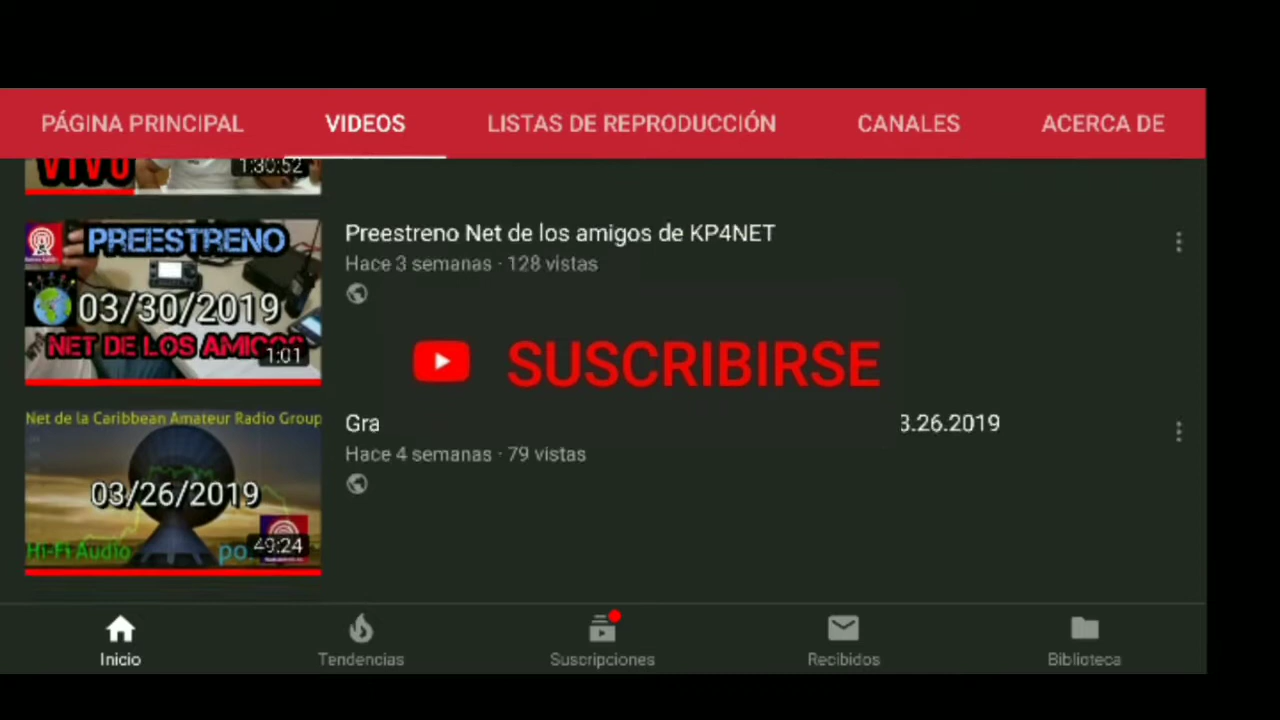 PÁGINA PRINCIPAL
VIDEOS
LISTAS DE REPRODUCCIÓN
CANALES
ACERCA DE
VIVO
1:30:52
PREESTRENO
03/30/2019
NET DE LOS AMIGOS
1:01
Preestreno Net de los amigos de KP4NET
Hace 3 semanas · 128 vistas
SUSCRIBIRSE
Net de la Caribbean Amateur Radio Group
03/26/2019
Hi-Fi Audio
po
49:24
Gra
3.26.2019
Hace 4 semanas · 79 vistas
Inicio
Tendencias
Suscripciones
Recibidos
Biblioteca